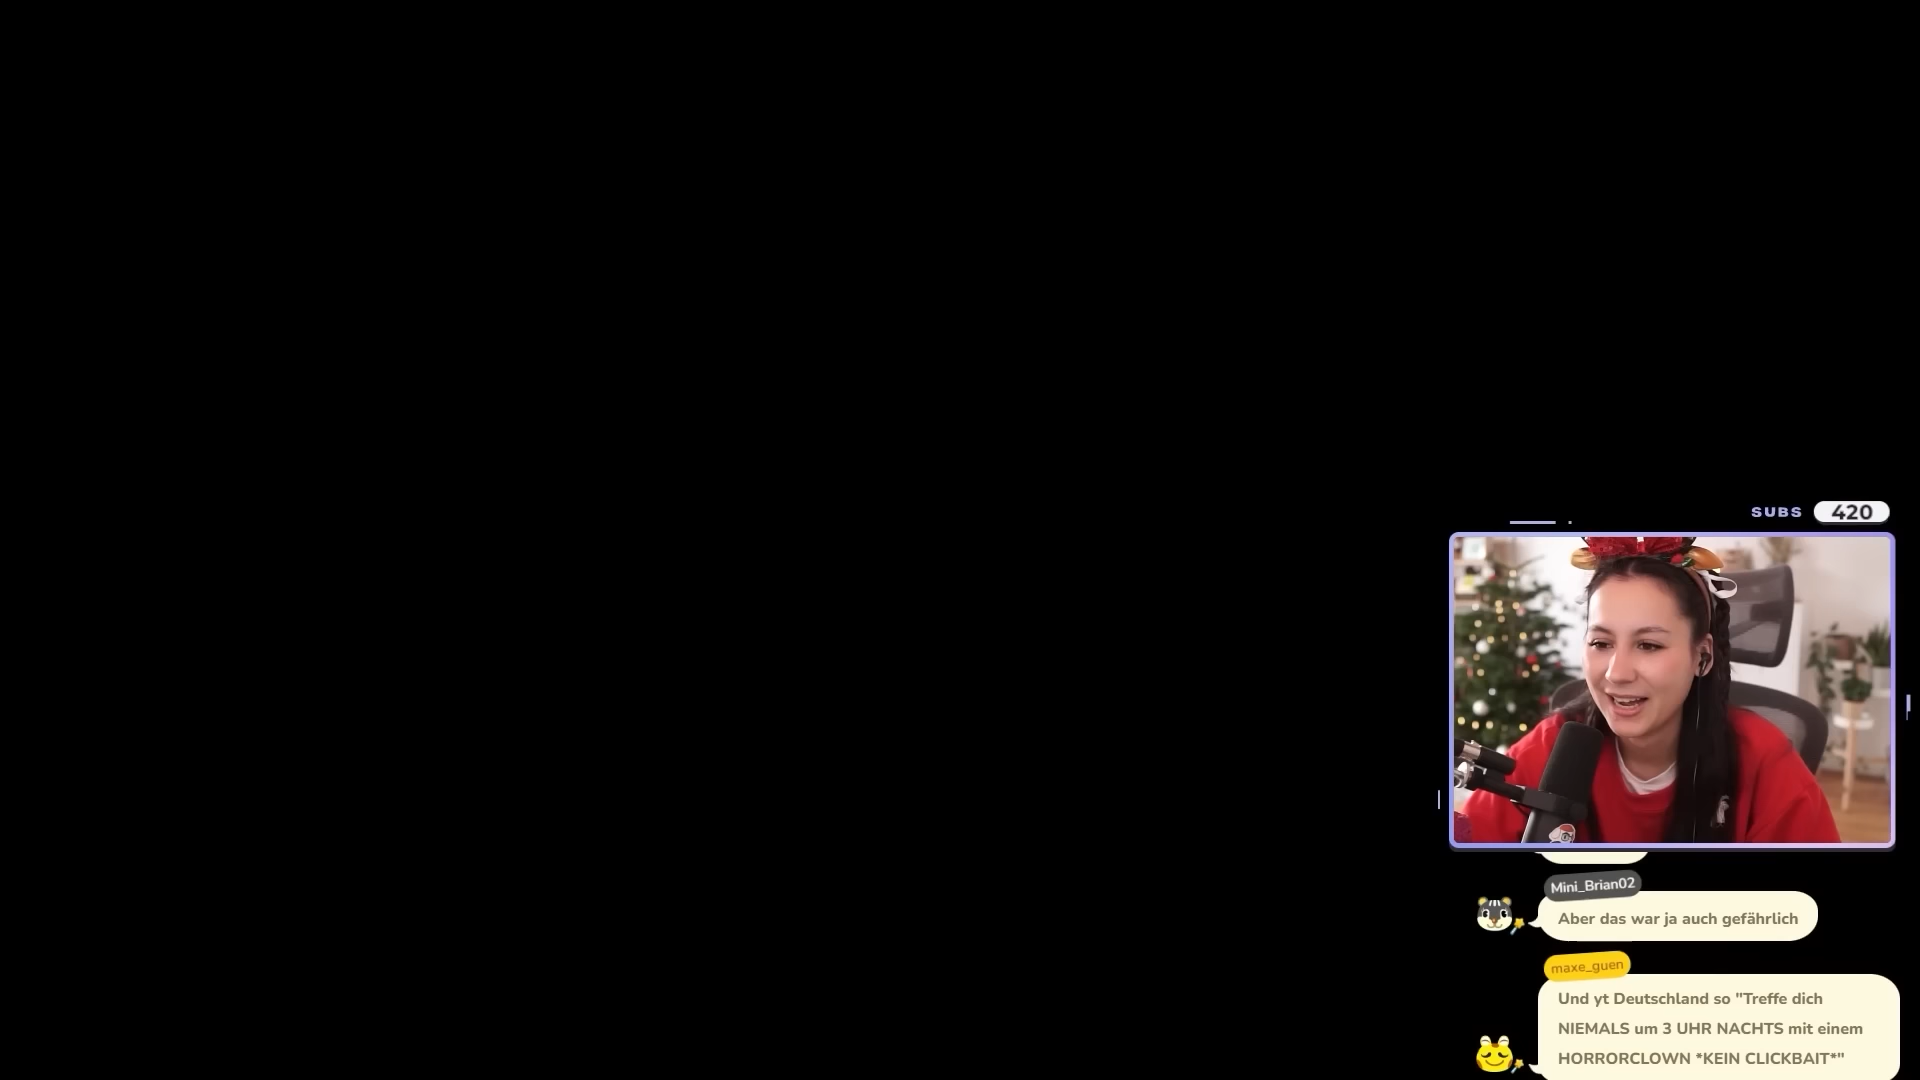 SUBS 420
Mini_Brian02
Aber das war ja auch gefährlich
maxe_guen
Und yt Deutschland so "Treffe dich
NIEMALS um 3 UHR NACHTS mit einem
HORRORCLOWN *KEIN CLICKBAIT*"